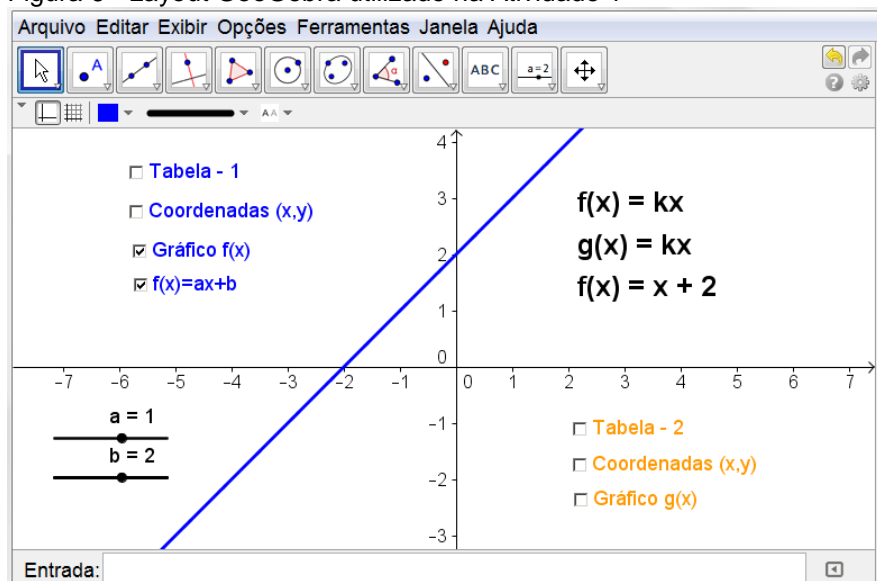 Arquivo Editar Exibir Opções Ferramentas Janela Ajuda
A
α
ABC
a=2
AA
Tabela - 1
Coordenadas (x,y)
Gráfico f(x)
f(x)=ax+b
f(x) = kx
g(x) = kx
f(x) = x + 2
4
3
2
1
0
-7 -6 -5 -4 -3 -2 -1 0 1 2 3 4 5 6 7
-1
-2
-3
a = 1
b = 2
Tabela - 2
Coordenadas (x,y)
Gráfico g(x)
Entrada: